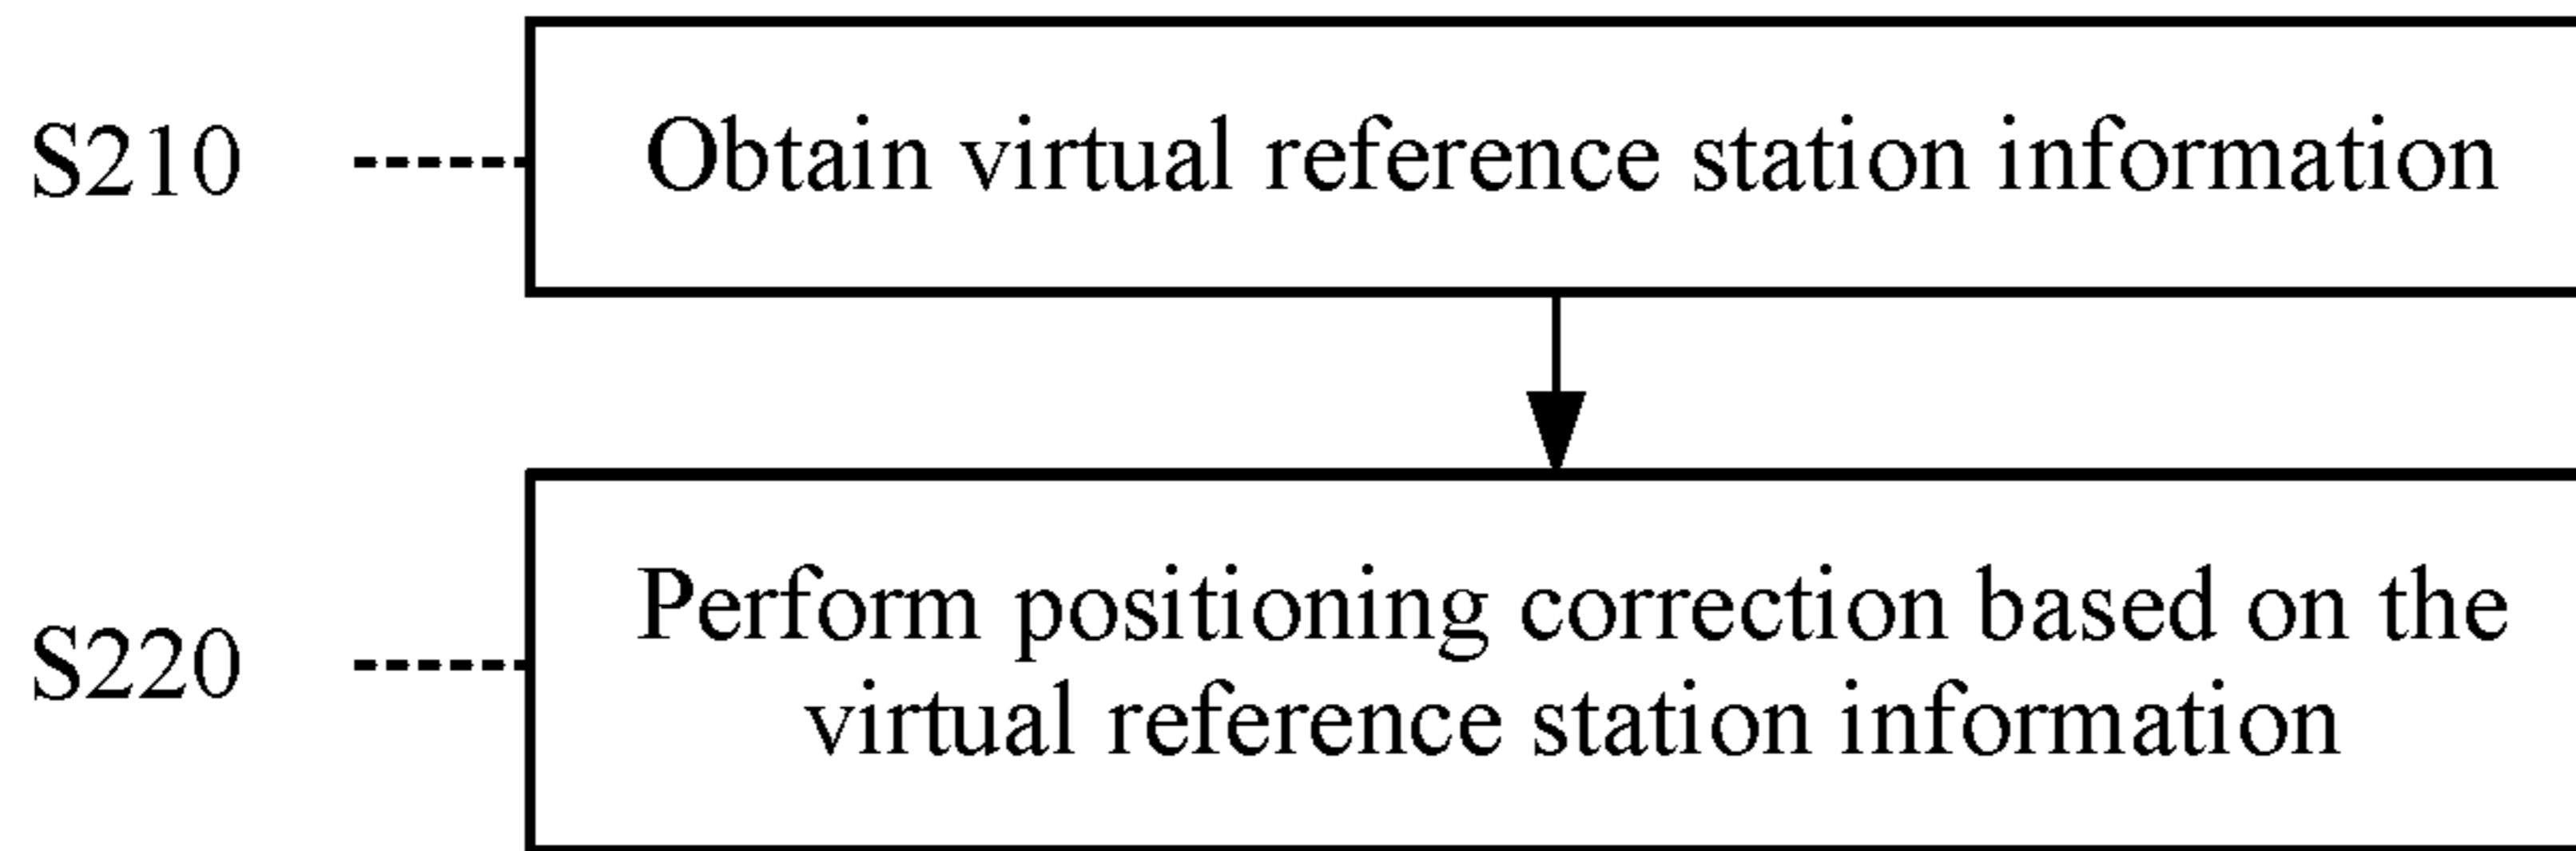 S210
Obtain virtual reference station information
S220
Perform positioning correction based on the
virtual reference station information